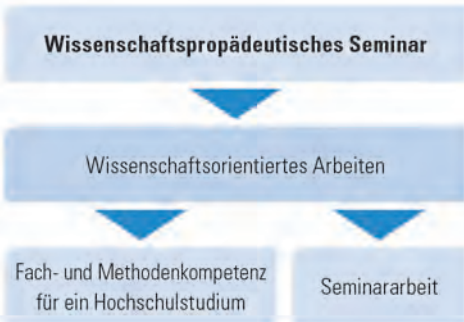 Wissenschaftspropädeutisches Seminar
Wissenschaftsorientiertes Arbeiten
Fach- und Methodenkompetenz
für ein Hochschulstudium
Seminararbeit